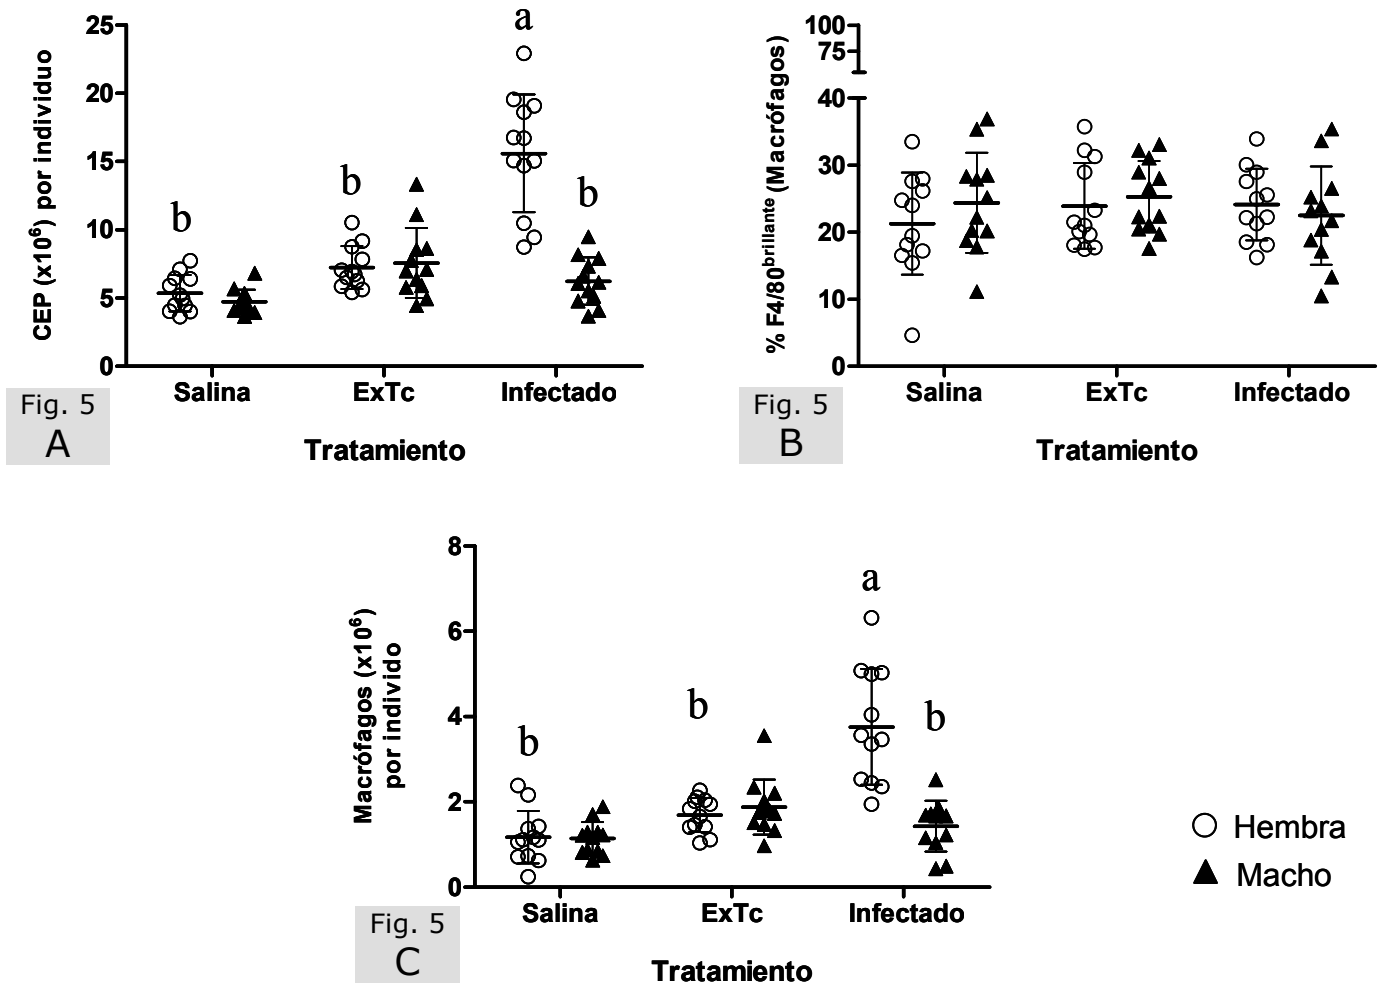 a
25
20
15
10
5
0
CEP (x10⁶) por individuo
b
b
b
Salina ExTc Infectado
Tratamiento
Fig. 5
A
100
75
40
30
20
10
0
% F4/80brillante (Macrófagos)
Salina ExTc Infectado
Tratamiento
Fig. 5
B
8
6
4
2
0
Macrófagos (x10⁶)
por individo
a
b
b
b
Salina ExTc Infectado
Tratamiento
Fig. 5
C
Hembra
Macho